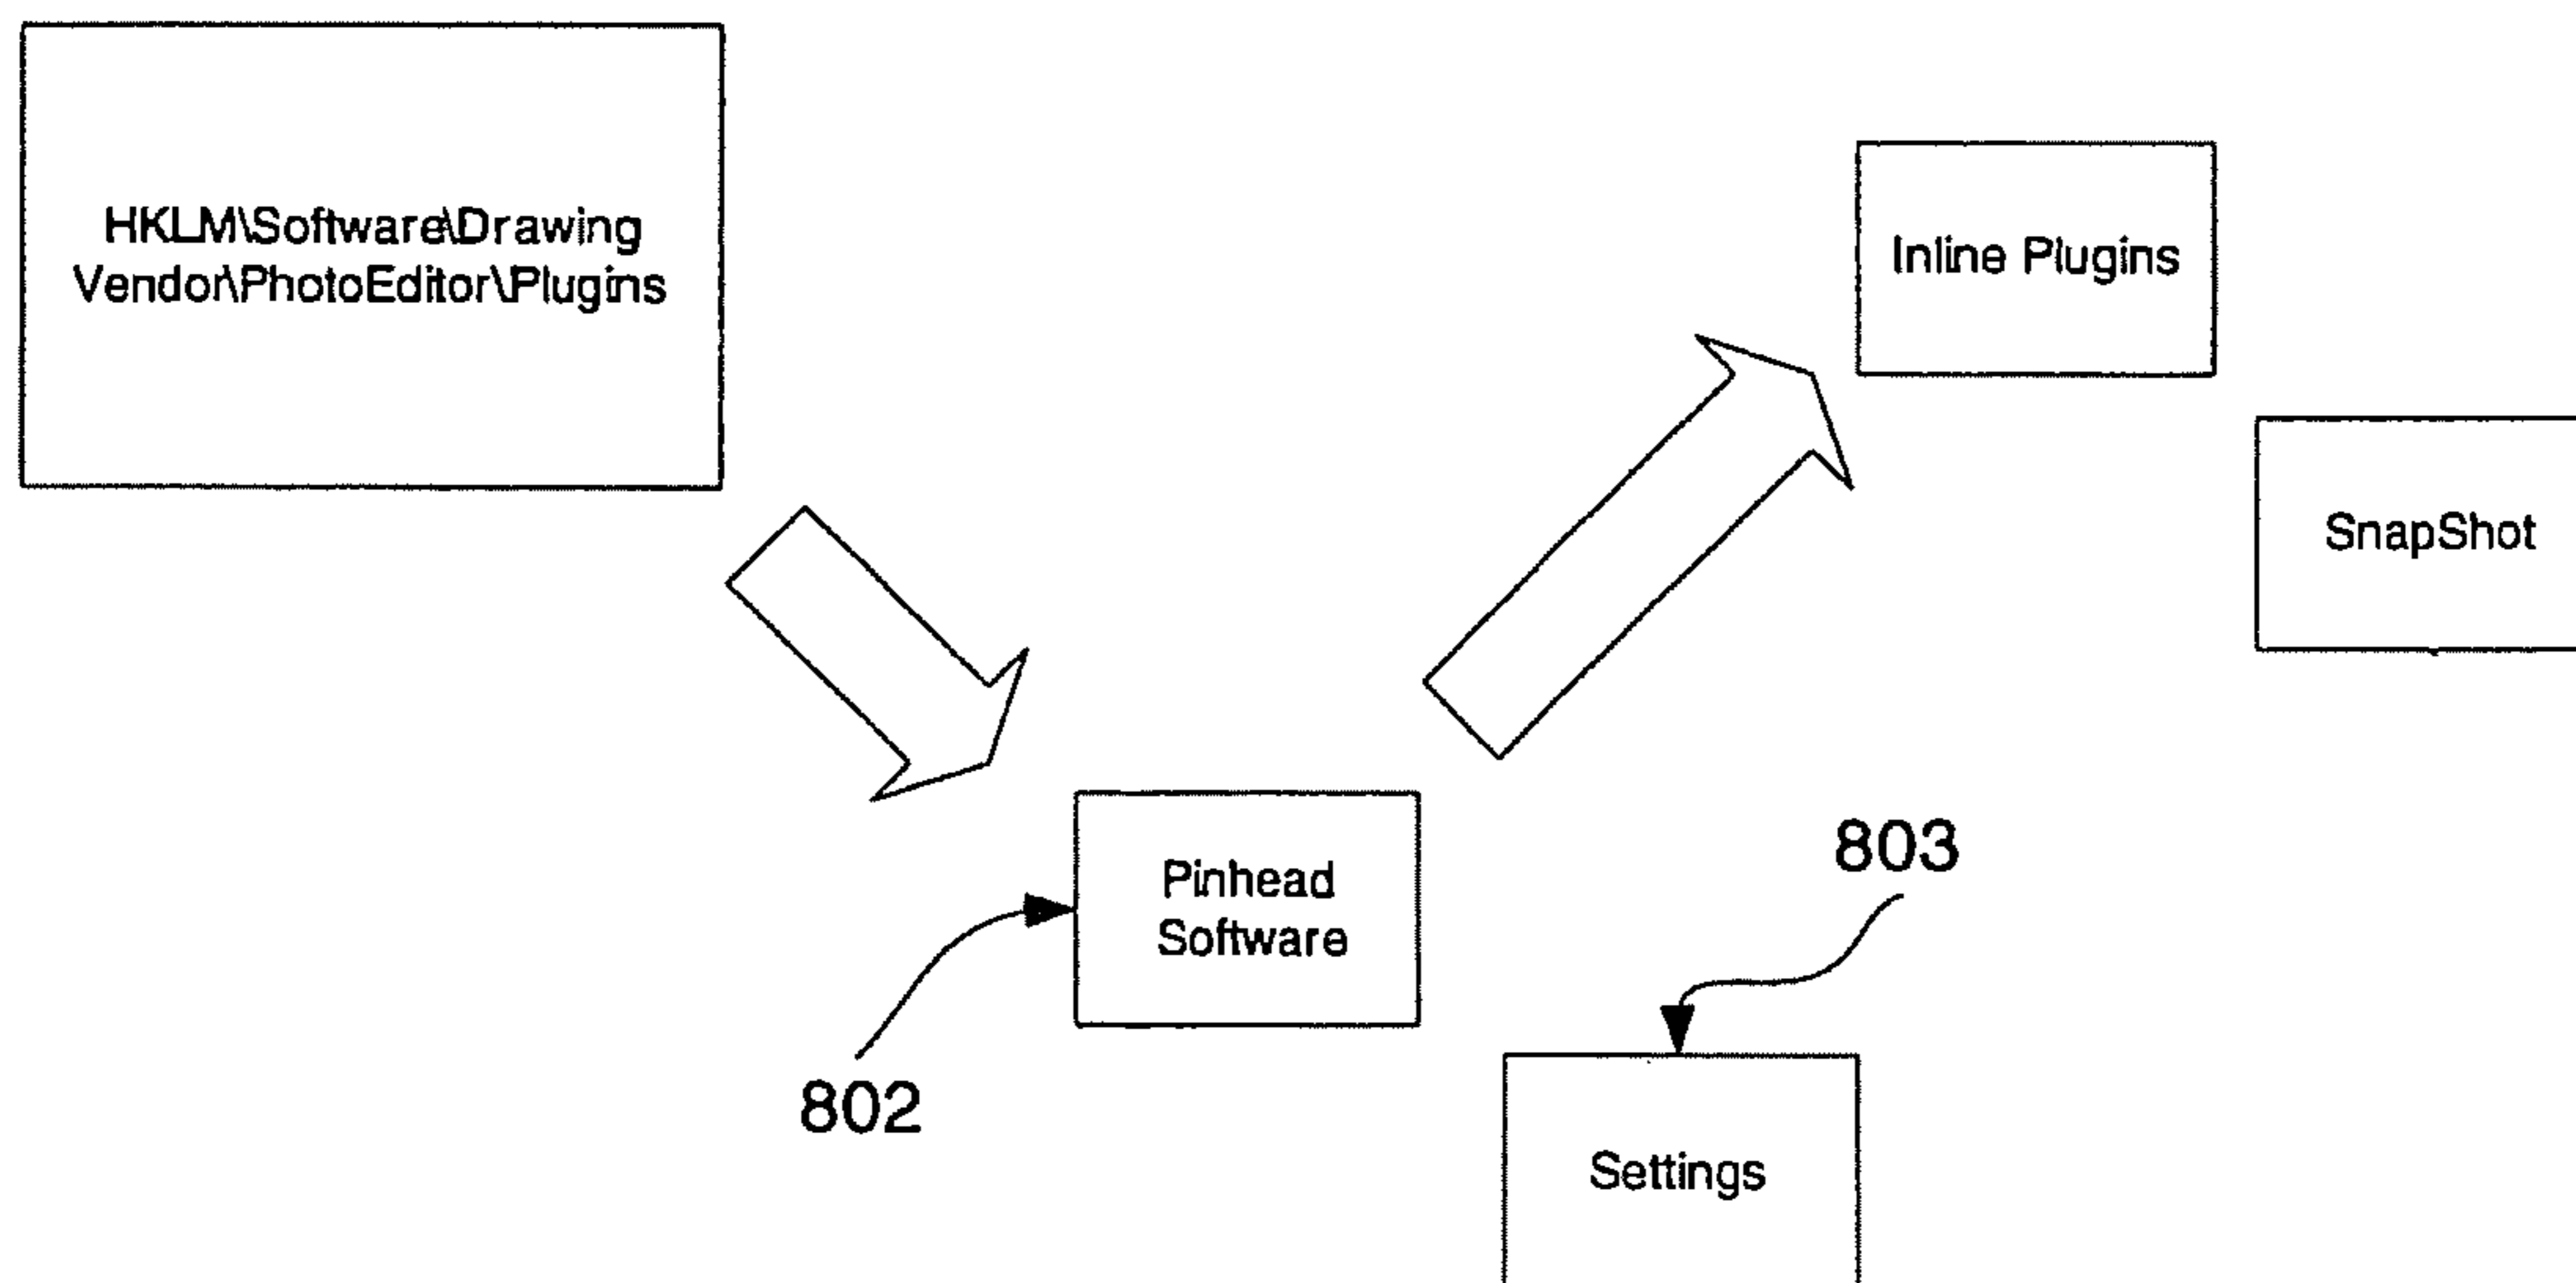 HKLM\Software\Drawing
Vendor\PhotoEditor\Plugins
Inline Plugins
SnapShot
Pinhead
Software
803
802
Settings